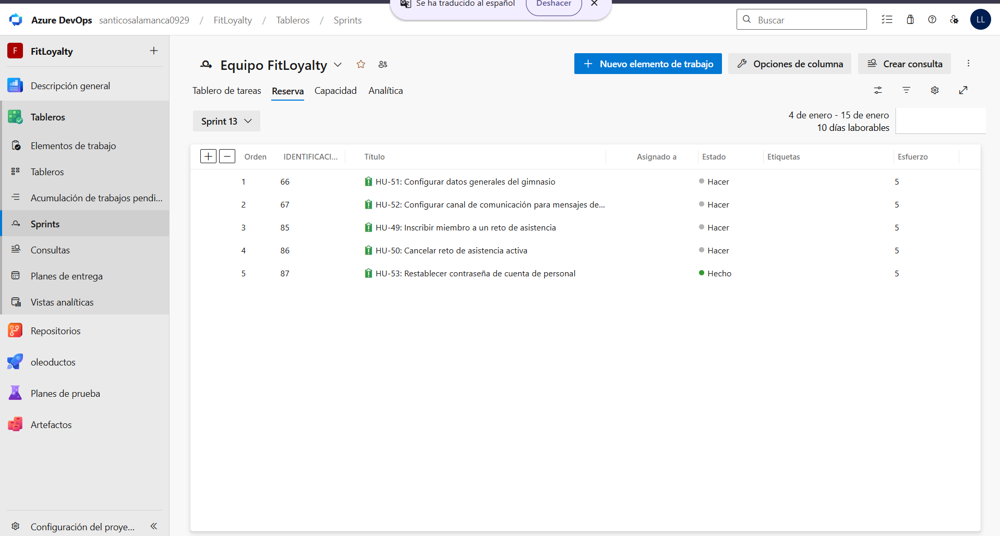 Se ha traducido al español
Deshacer
Azure DevOps santicosalamanca0929 / FitLoyalty / Tableros / Sprints
Buscar
LL
F FitLoyalty
Descripción general
Tableros
Elementos de trabajo
Tableros
Acumulación de trabajos pendi...
Sprints
Consultas
Planes de entrega
Vistas analíticas
Repositorios
oleoductos
Planes de prueba
Artefactos
Configuración del proye...
Equipo FitLoyalty
Nuevo elemento de trabajo
Opciones de columna
Crear consulta
Tablero de tareas Reserva Capacidad Analítica
Sprint 13
4 de enero - 15 de enero
10 días laborables
Orden IDENTIFICACI... Título Asignado a Estado Etiquetas Esfuerzo
1 66 HU-51: Configurar datos generales del gimnasio Hacer 5
2 67 HU-52: Configurar canal de comunicación para mensajes de... Hacer 5
3 85 HU-49: Inscribir miembro a un reto de asistencia Hacer 5
4 86 HU-50: Cancelar reto de asistencia activa Hacer 5
5 87 HU-53: Restablecer contraseña de cuenta de personal Hecho 5